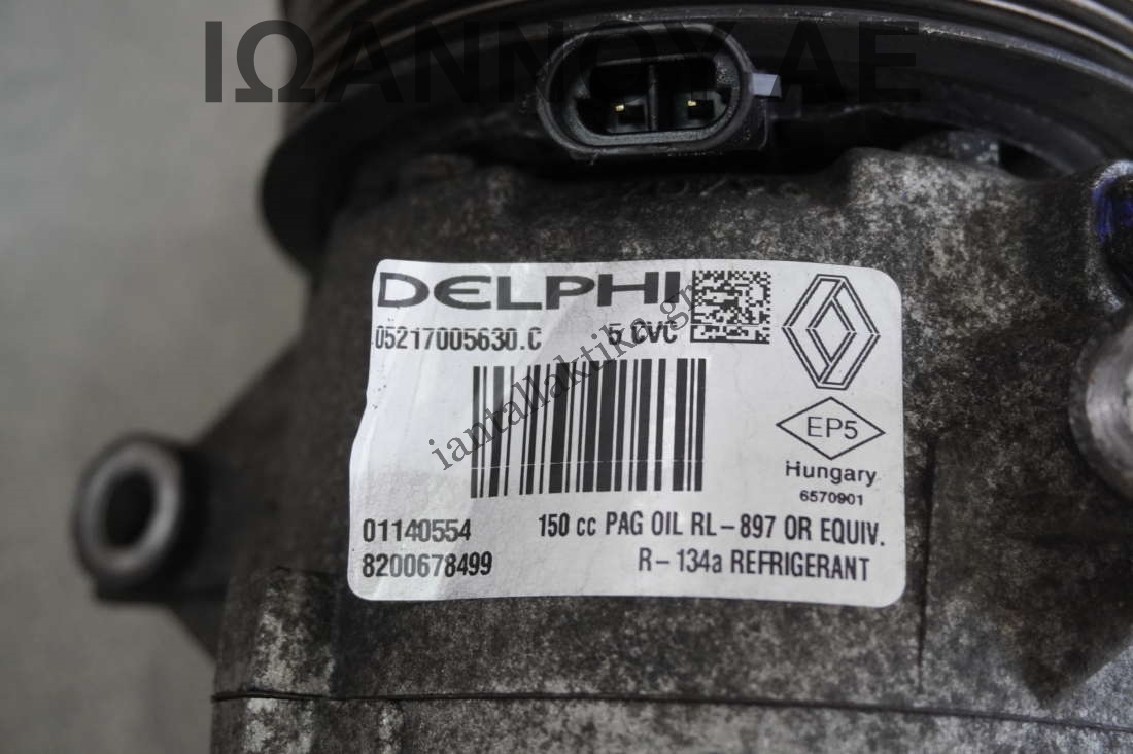 ΙΩΑΝΝΟΥ ΑΕ
DELPHI
05217005630.C 5 CVC
iantallaktika.gr
EP5
Hungary
6570901
01140554 150 cc PAG OIL RL-897 OR EQUIV.
8200678499 R-134a REFRIGERANT